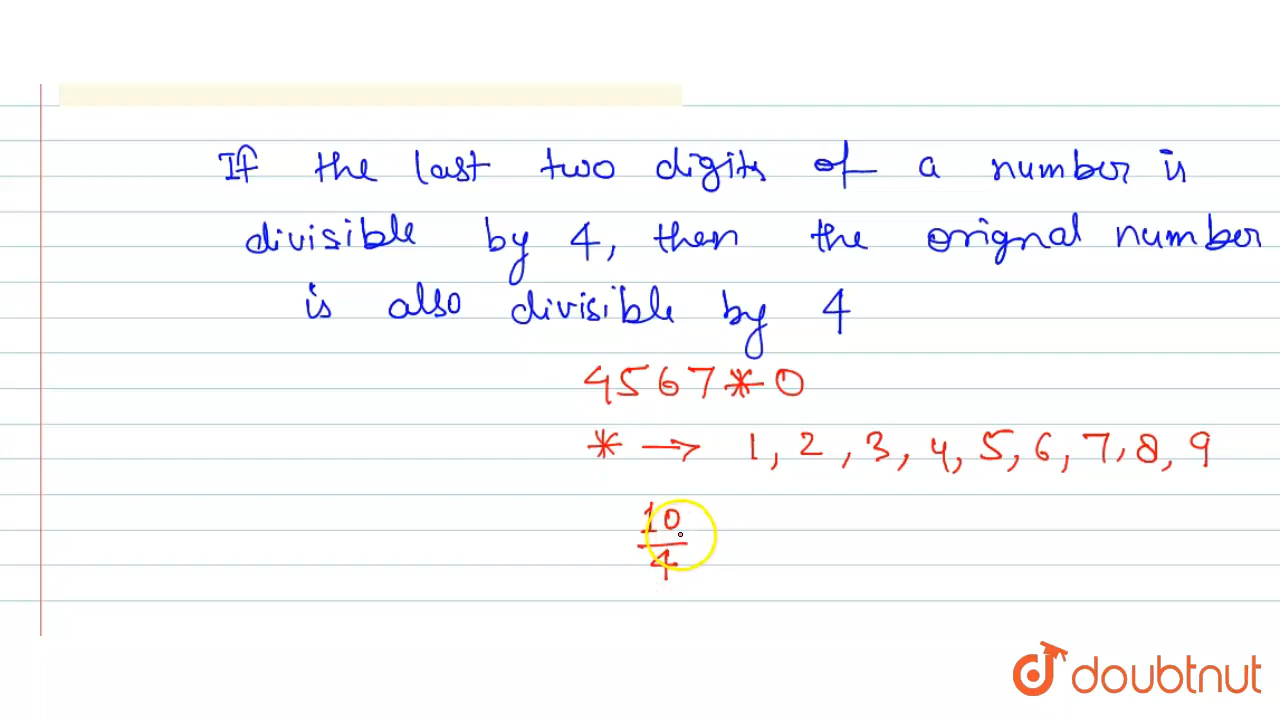 If the last two digits of a number is
divisible by 4, then the orignal number
is also divisible by 4
4567*0
* → 1, 2, 3, 4, 5, 6, 7, 8, 9
10
4
doubtnut